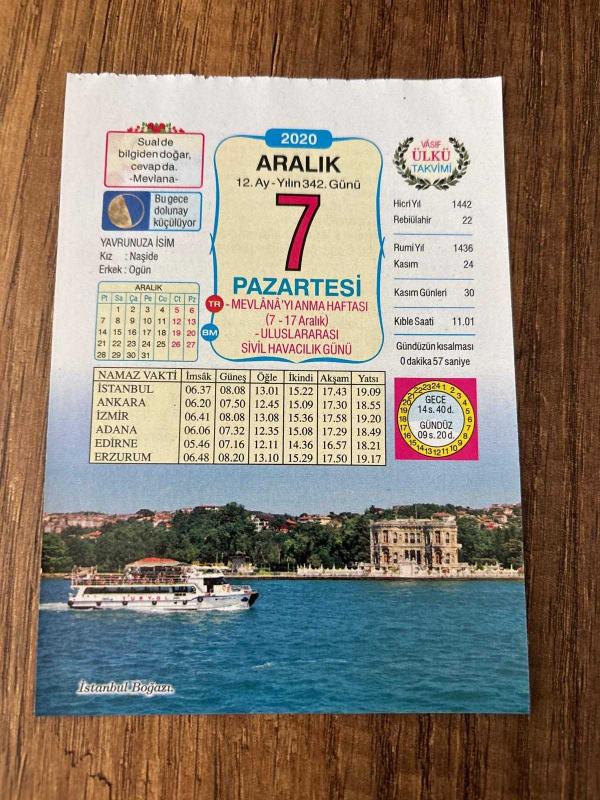 Sual de
bilgiden doğar,
cevap da.
-Mevlana-
Bu gece
dolunay
küçülüyor
YAVRUNUZA İSİM
Kız : Naşide
Erkek : Ogün
ARALIK
Pt Sa Ça Pe Cu Ct Pz
1 2 3 4 5 6
7 8 9 10 11 12 13
14 15 16 17 18 19 20
21 22 23 24 25 26 27
28 29 30 31
2020
ARALIK
12. Ay - Yılın 342. Günü
7
PAZARTESİ
TR - MEVLÂNÂ'YI ANMA HAFTASI
(7 - 17 Aralık)
BM - ULUSLARARASI
SİVİL HAVACILIK GÜNÜ
VÂSIF
ÜLKÜ
TAKVİMİ
Hicri Yıl 1442
Rebiülahir 22
Rumi Yıl 1436
Kasım 24
Kasım Günleri 30
Kıble Saati 11.01
Gündüzün kısalması
0 dakika 57 saniye
NAMAZ VAKTİ İmsâk Güneş Öğle İkindi Akşam Yatsı
İSTANBUL 06.37 08.08 13.01 15.22 17.43 19.09
ANKARA 06.20 07.50 12.45 15.09 17.30 18.55
İZMİR 06.41 08.08 13.08 15.36 17.58 19.20
ADANA 06.06 07.32 12.35 15.08 17.29 18.49
EDİRNE 05.46 07.16 12.11 14.36 16.57 18.21
ERZURUM 06.48 08.20 13.10 15.29 17.50 19.17
GECE
14 s. 40 d.
GÜNDÜZ
09 s. 20 d.
TURYOL
İstanbul Boğazı.